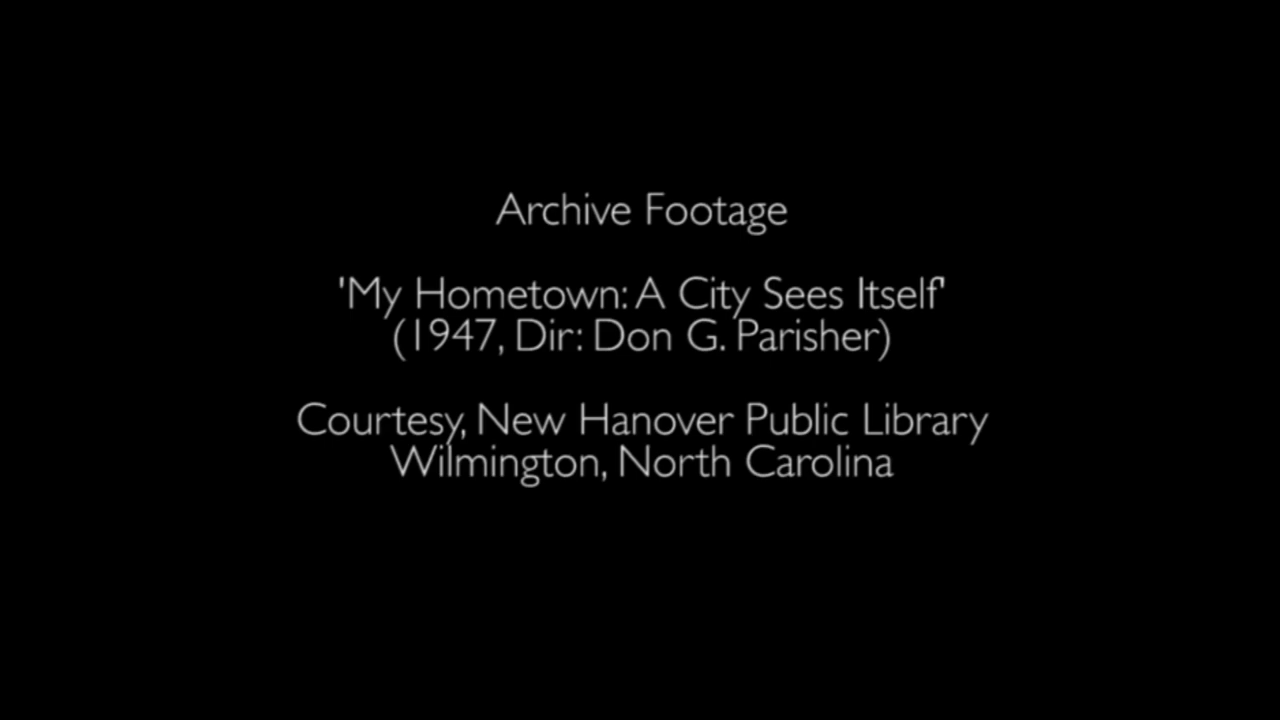 Archive Footage
'My Hometown: A City Sees Itself'
(1947, Dir: Don G. Parisher)
Courtesy, New Hanover Public Library
Wilmington, North Carolina